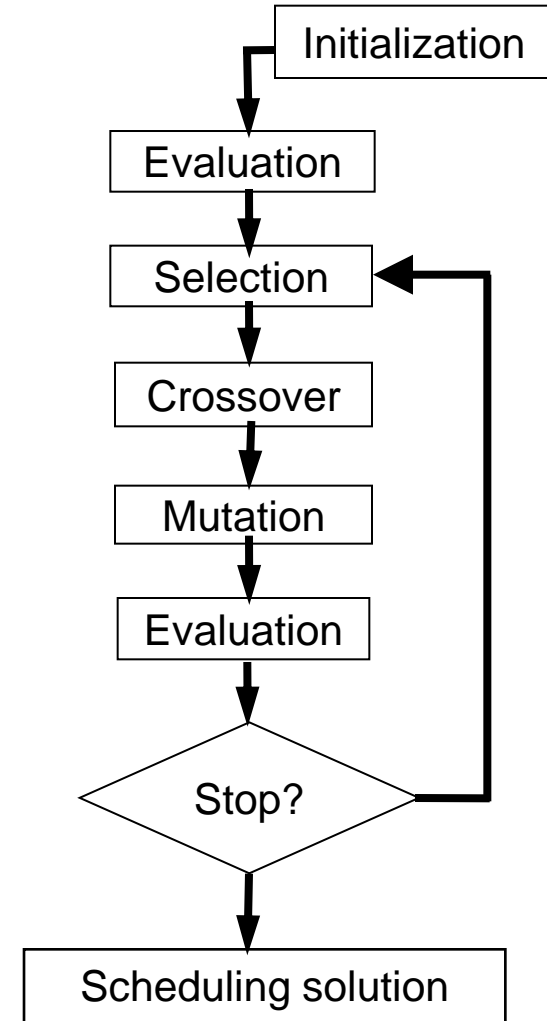 Initialization
Evaluation
Selection
Crossover
Mutation
Evaluation
Stop?
Scheduling solution